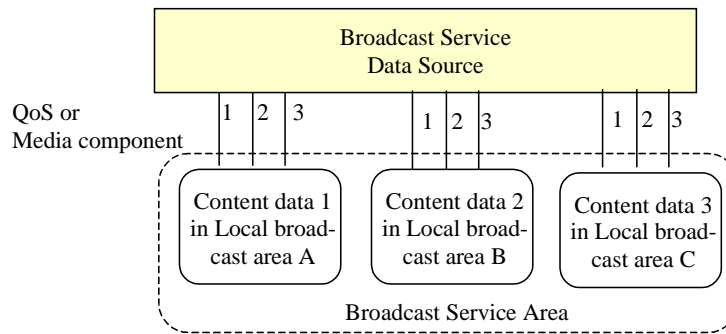 Broadcast Service
Data Source
QoS or
Media component
1 2 3
1 2 3
1 2 3
Content data 1
in Local broad-
cast area A
Content data 2
in Local broad-
cast area B
Content data 3
in Local broad-
cast area C
Broadcast Service Area